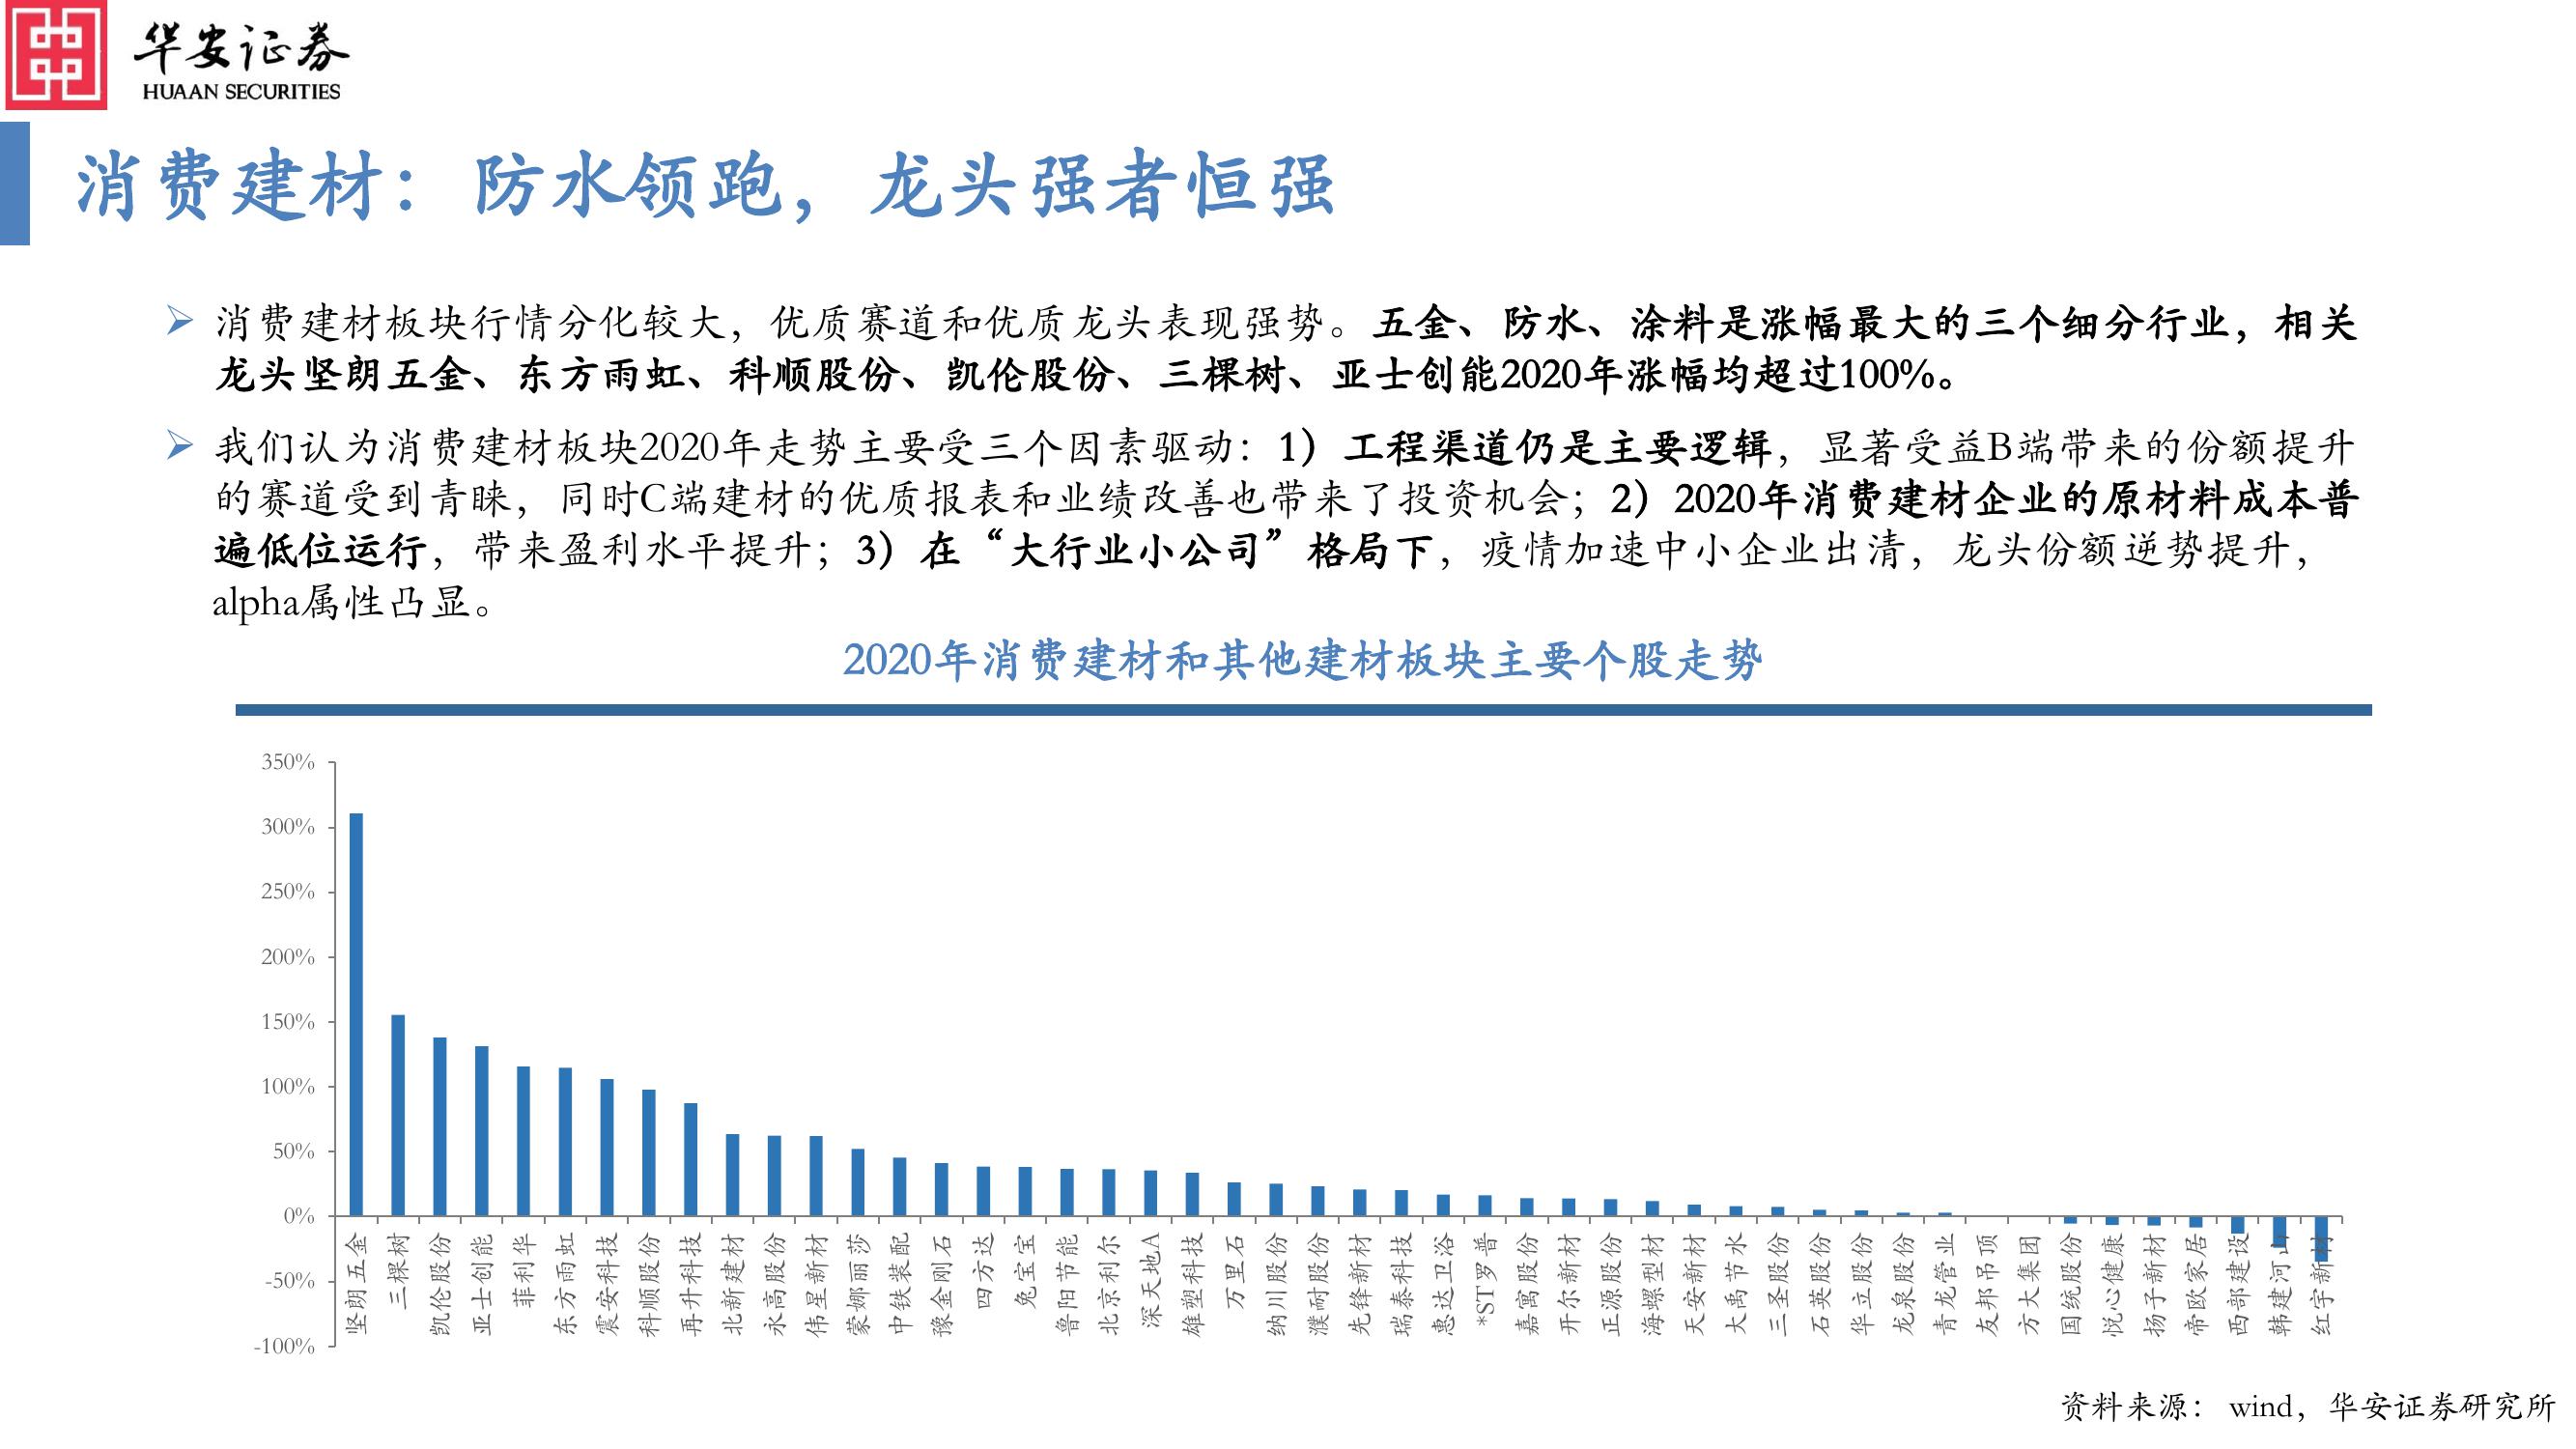 华安证券
HUAAN SECURITIES
消费建材：防水领跑，龙头强者恒强
消费建材板块行情分化较大，优质赛道和优质龙头表现强势。五金、防水、涂料是涨幅最大的三个细分行业，相关
龙头坚朗五金、东方雨虹、科顺股份、凯伦股份、三棵树、亚士创能2020年涨幅均超过100%。
我们认为消费建材板块2020年走势主要受三个因素驱动：1）工程渠道仍是主要逻辑，显著受益B端带来的份额提升
的赛道受到青睐，同时C端建材的优质报表和业绩改善也带来了投资机会；2）2020年消费建材企业的原材料成本普
遍低位运行，带来盈利水平提升；3）在“大行业小公司”格局下，疫情加速中小企业出清，龙头份额逆势提升，
alpha属性凸显。
2020年消费建材和其他建材板块主要个股走势
350%
300%
250%
200%
150%
100%
50%
0%
-50%
-100%
坚朗五金
三棵树
凯伦股份
亚士创能
菲利华
东方雨虹
震安科技
科顺股份
再升科技
北新建材
永高股份
伟星新材
蒙娜丽莎
中铁装配
豫金刚石
四方达
兔宝宝
鲁阳节能
北京利尔
深天地A
雄塑科技
万里石
纳川股份
濮耐股份
先锋新材
瑞泰科技
惠达卫浴
*ST罗普
嘉寓股份
开尔新材
正源股份
海螺型材
天安新材
大禹节水
三圣股份
石英股份
华立股份
龙泉股份
青龙管业
友邦吊顶
方大集团
国统股份
悦心健康
扬子新材
帝欧家居
西部建设
韩建河山
红宇新材
资料来源：wind，华安证券研究所